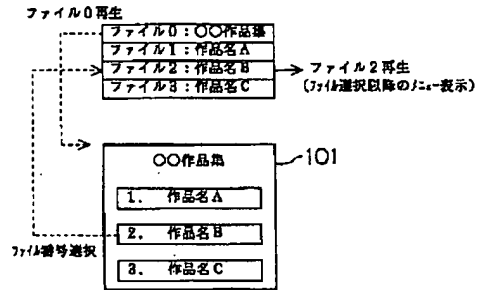 ファイル0再生
ファイル0:○○作品集
ファイル1:作品名A
ファイル2:作品名B
ファイル3:作品名C
ファイル2再生
(ファイル選択以降のメニュー表示)
○○作品集
101
1. 作品名A
2. 作品名B
3. 作品名C
ファイル番号選択